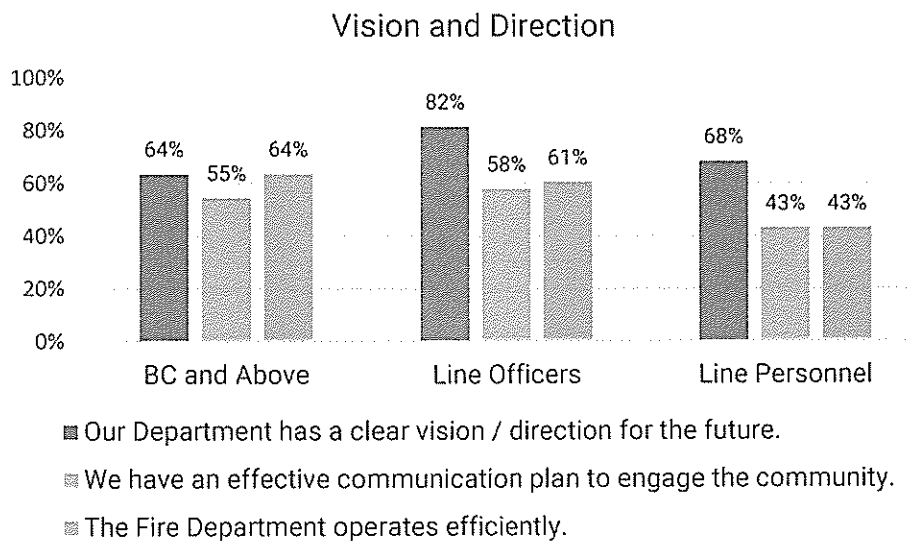 Vision and Direction
100%
80%
60%
40%
20%
0%
64%
55%
64%
82%
58%
61%
68%
43%
43%
BC and Above
Line Officers
Line Personnel
Our Department has a clear vision / direction for the future.
We have an effective communication plan to engage the community.
The Fire Department operates efficiently.